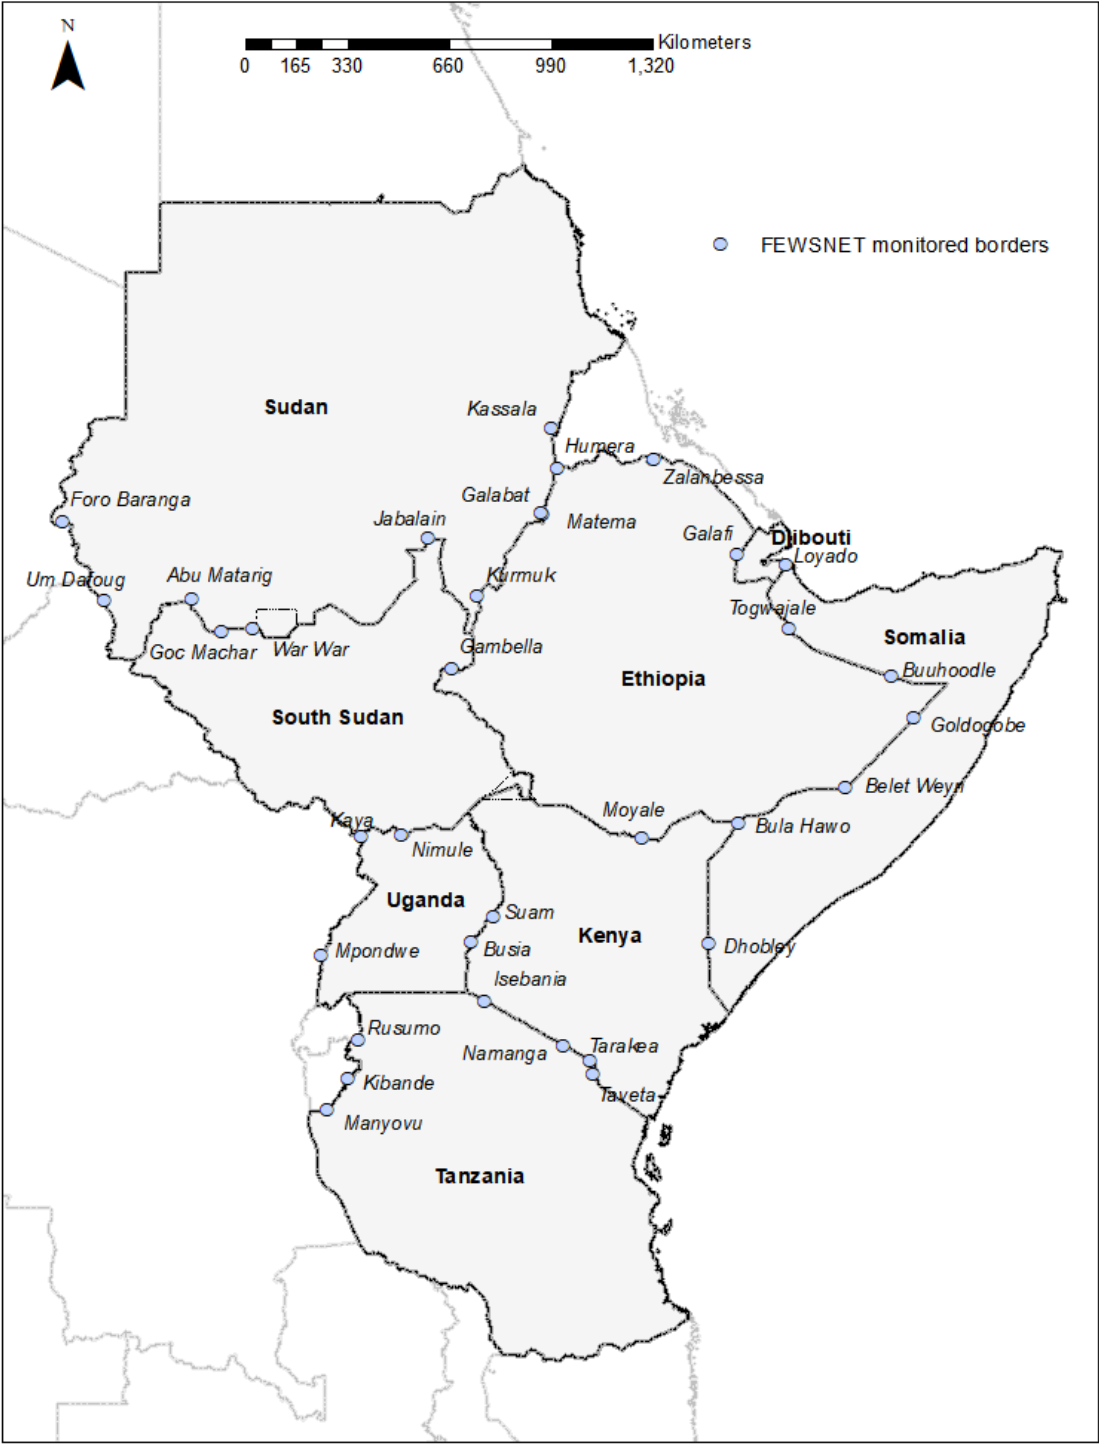 N
Kilometers
0 165 330 660 990 1,320
FEWSNET monitored borders
Sudan
Kassala
Humera
Zalanbessa
Foro Baranga
Galabat
Matema
Jabalain
Galafi
Djibouti
Loyado
Um Dafoug
Abu Matarig
Kurmuk
Togwajale
Goc Machar
War War
Gambella
Somalia
Ethiopia
Buuhoodle
South Sudan
Goldogobe
Belet Weyn
Moyale
Kaya
Nimule
Bula Hawo
Uganda
Suam
Kenya
Mpondwe
Busia
Dhobley
Isebania
Rusumo
Namanga
Tarakea
Kibande
Taveta
Manyovu
Tanzania